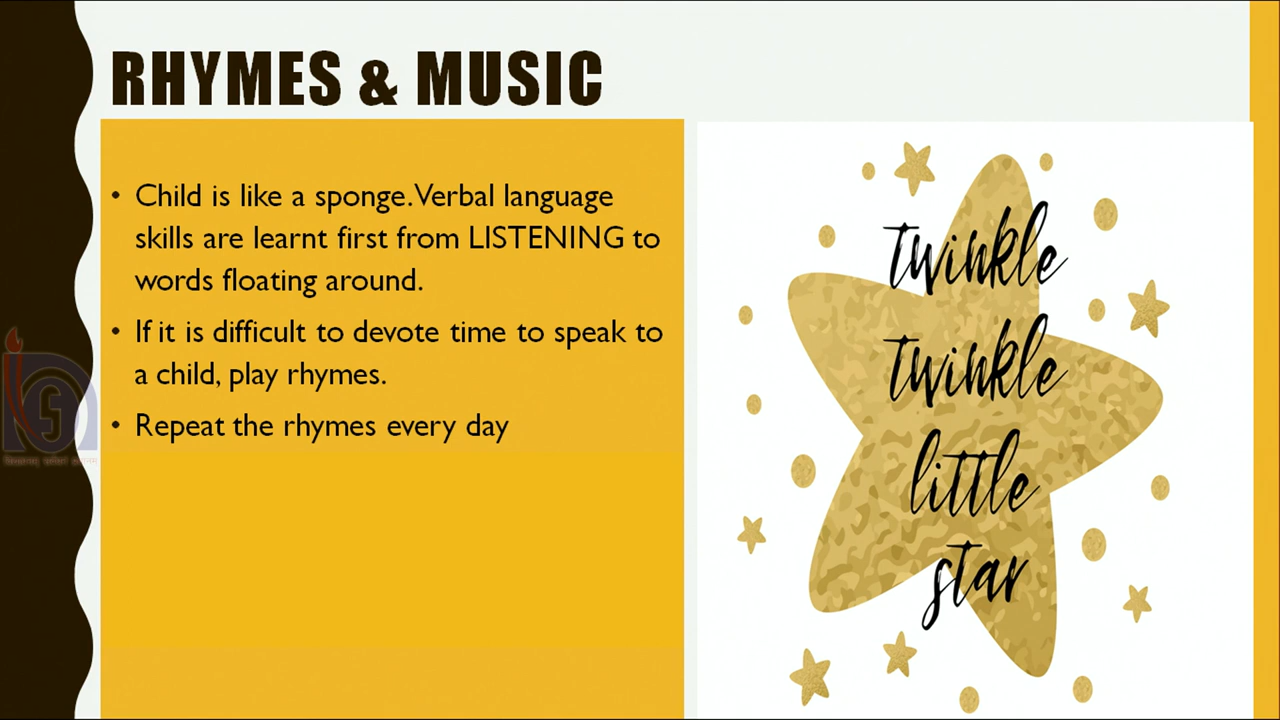 RHYMES & MUSIC
• Child is like a sponge. Verbal language
skills are learnt first from LISTENING to
words floating around.
• If it is difficult to devote time to speak to
a child, play rhymes.
• Repeat the rhymes every day
twinkle
twinkle
little
star